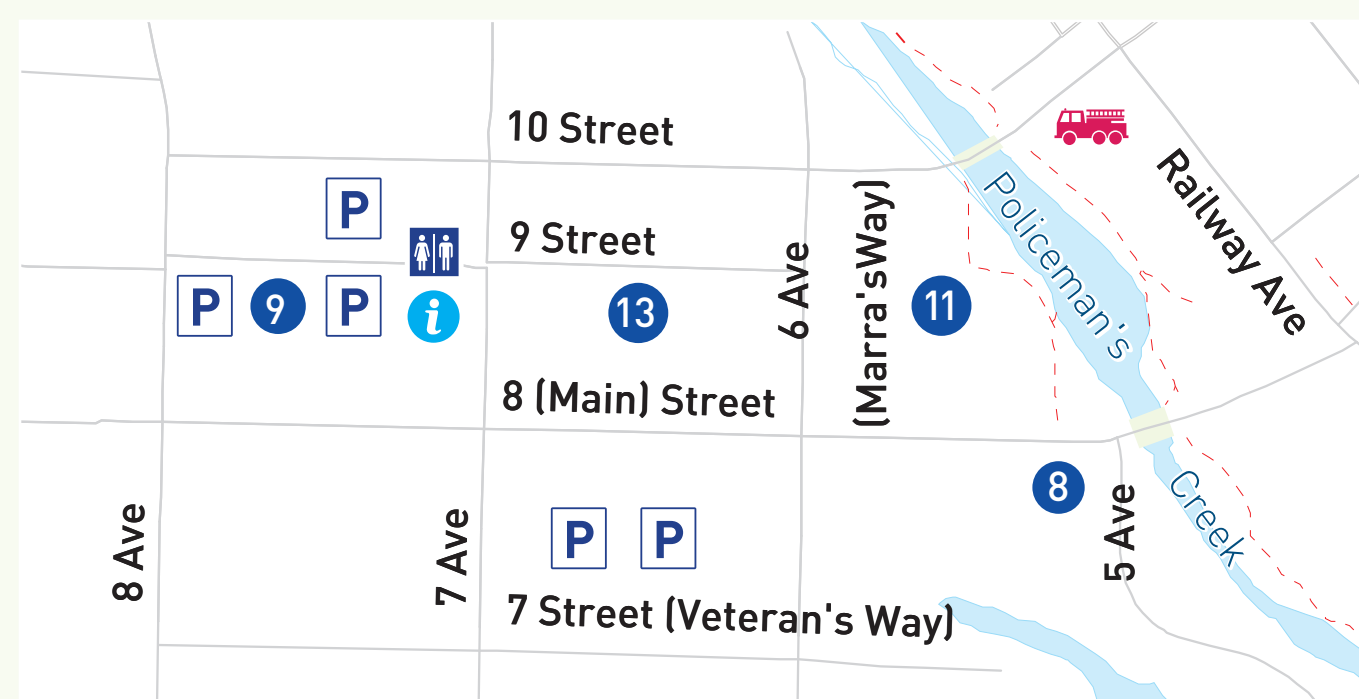 10 Street
P
9 Street
P
9
P
i
13
6 Ave
(Marra'sWay)
11
Policeman's
Railway Ave
8 (Main) Street
8
8 Ave
7 Ave
P
P
5 Ave
Creek
7 Street (Veteran's Way)